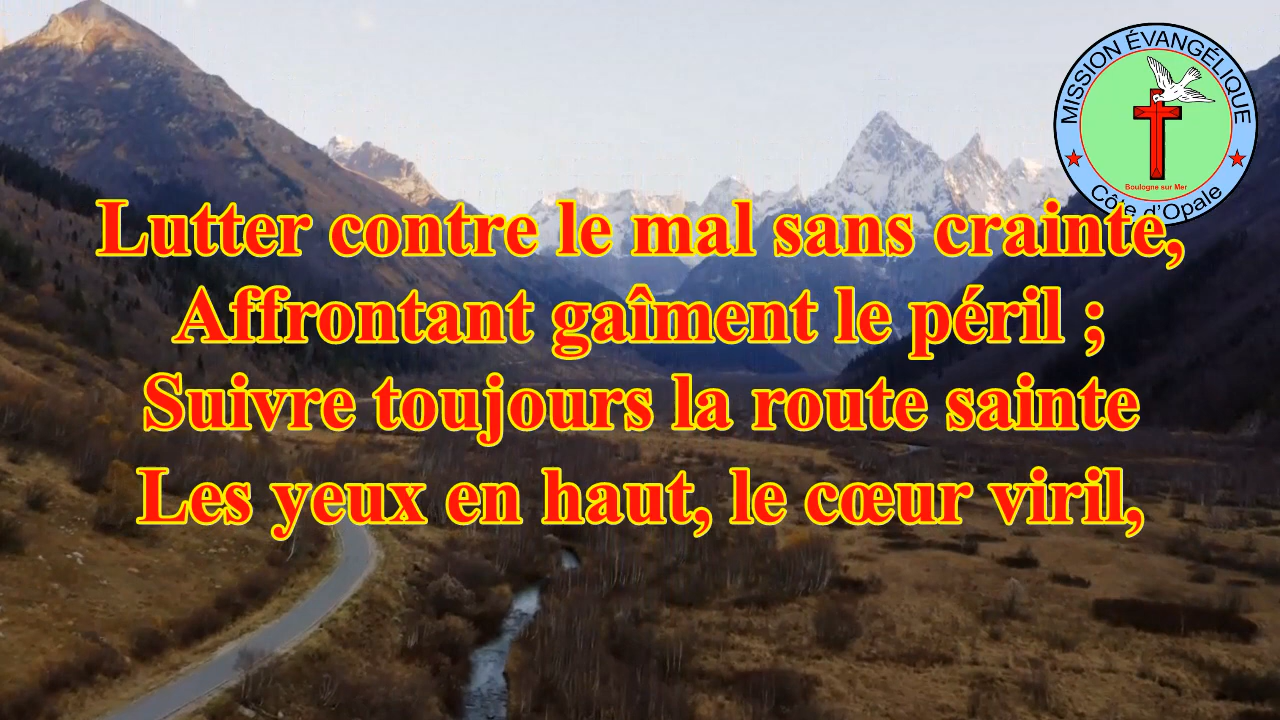 MISSION ÉVANGÉLIQUE
Boulogne sur Mer
Côte d'Opale
Lutter contre le mal sans crainte,
Affrontant gaîment le péril ;
Suivre toujours la route sainte
Les yeux en haut, le cœur viril,